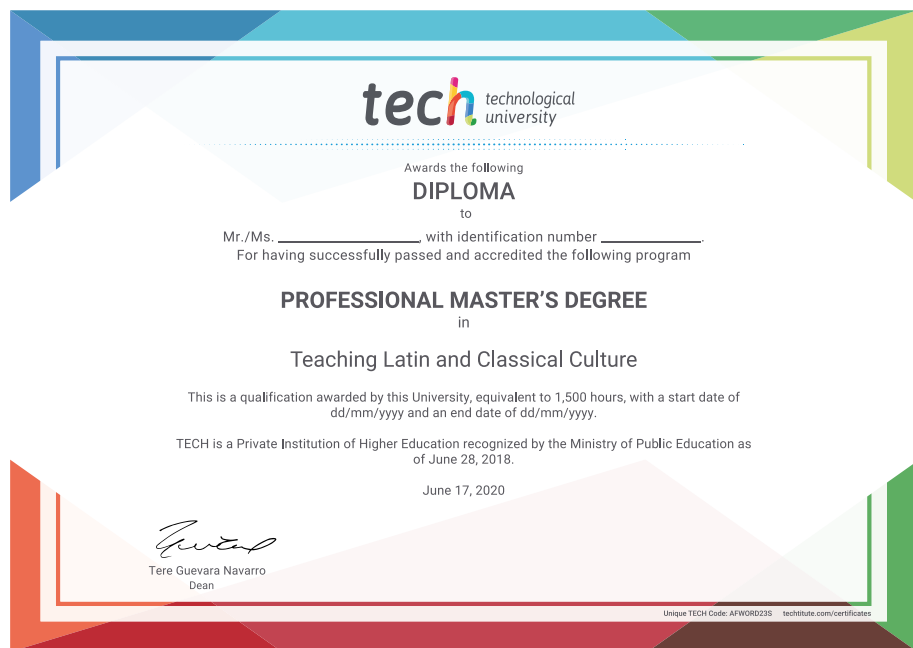 tech technological
university
Awards the following
DIPLOMA
to
Mr./Ms. ____________________, with identification number ______________.
For having successfully passed and accredited the following program
PROFESSIONAL MASTER'S DEGREE
in
Teaching Latin and Classical Culture
This is a qualification awarded by this University, equivalent to 1,500 hours, with a start date of
dd/mm/yyyy and an end date of dd/mm/yyyy.
TECH is a Private Institution of Higher Education recognized by the Ministry of Public Education as
of June 28, 2018.
June 17, 2020
Tere Guevara Navarro
Dean
Unique TECH Code: AFWORD23S techtitute.com/certificates